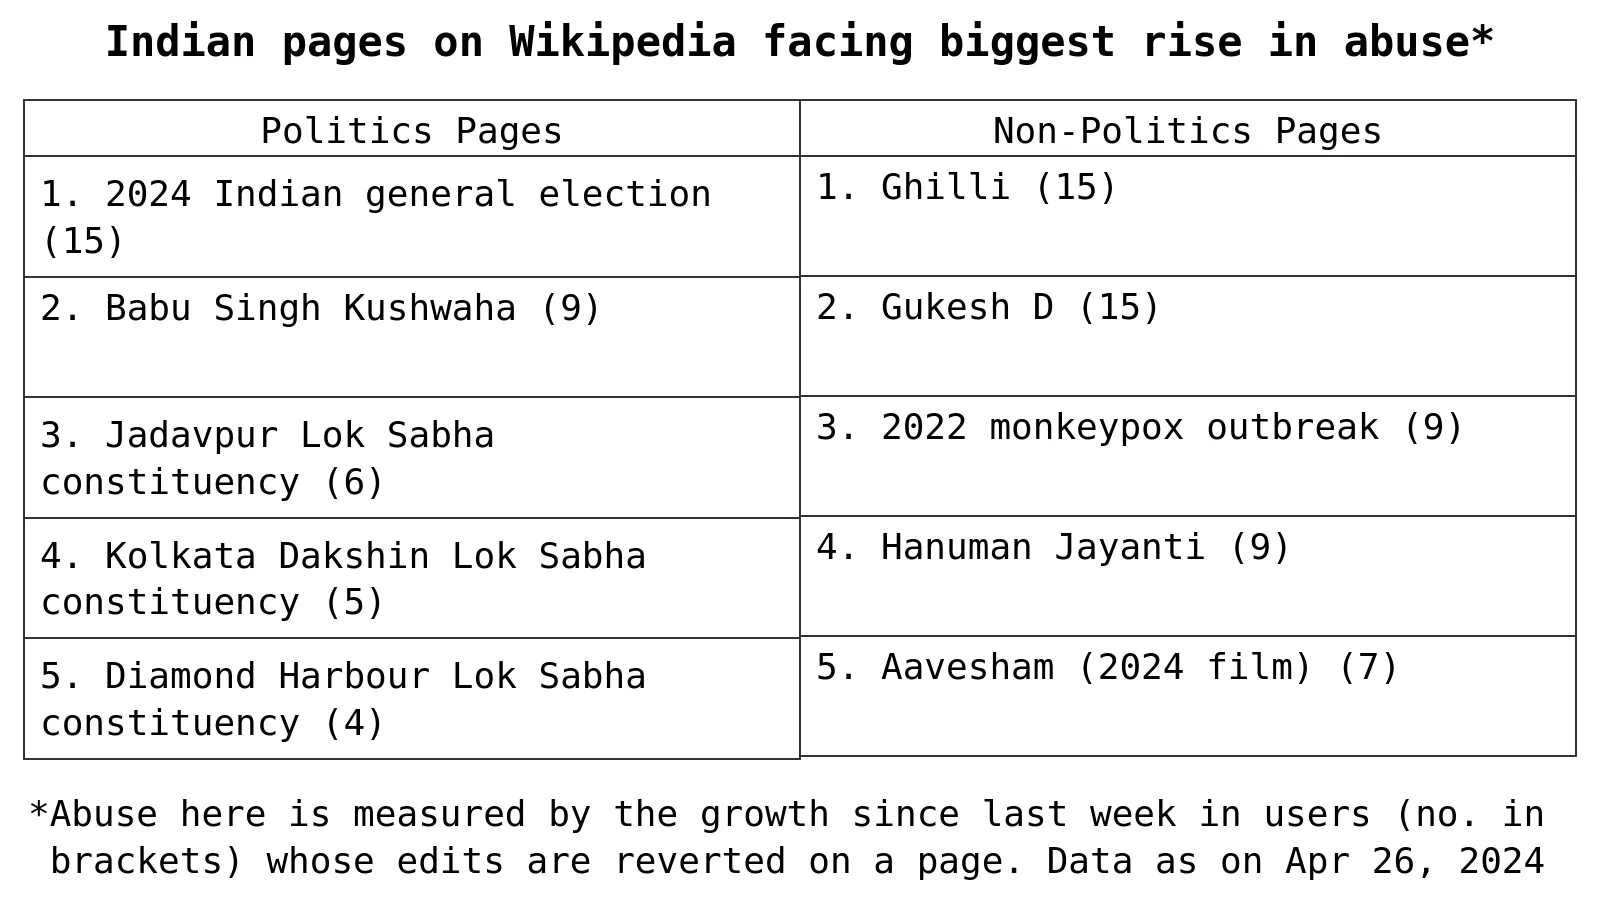 Indian pages on Wikipedia facing biggest rise in abuse*
Politics Pages
Non-Politics Pages
1. 2024 Indian general election
(15)
1. Ghilli (15)
2. Babu Singh Kushwaha (9)
2. Gukesh D (15)
3. Jadavpur Lok Sabha
constituency (6)
3. 2022 monkeypox outbreak (9)
4. Kolkata Dakshin Lok Sabha
constituency (5)
4. Hanuman Jayanti (9)
5. Diamond Harbour Lok Sabha
constituency (4)
5. Aavesham (2024 film) (7)
*Abuse here is measured by the growth since last week in users (no. in
brackets) whose edits are reverted on a page. Data as on Apr 26, 2024